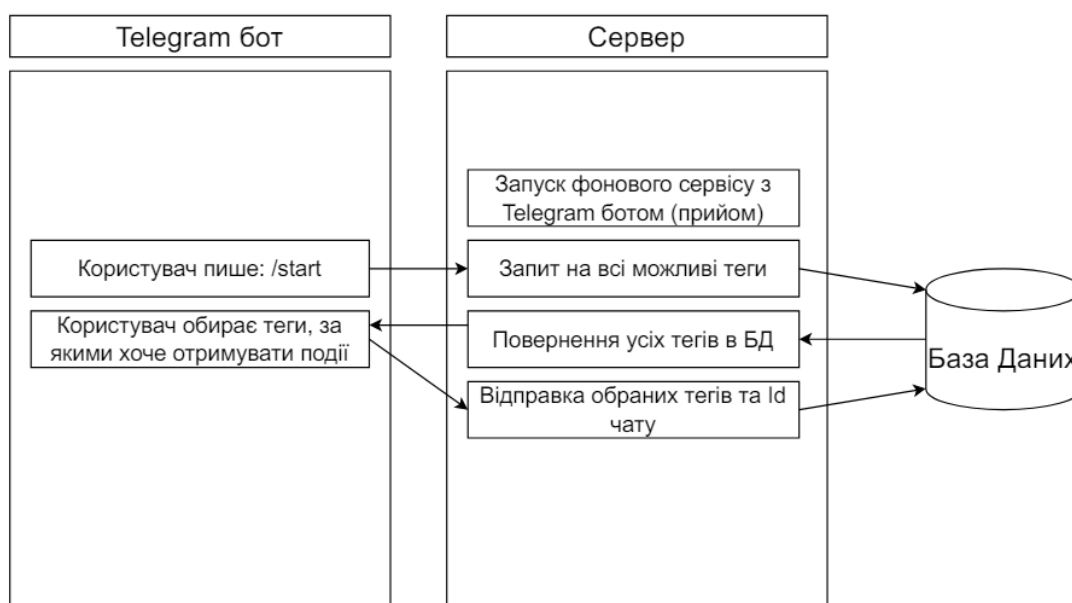 Telegram бот
Сервер
Запуск фонового сервісу з
Telegram ботом (прийом)
Користувач пише: /start
Запит на всі можливі теги
Користувач обирає теги, за
якими хоче отримувати події
Повернення усіх тегів в БД
База Даних
Відправка обраних тегів та Id
чату